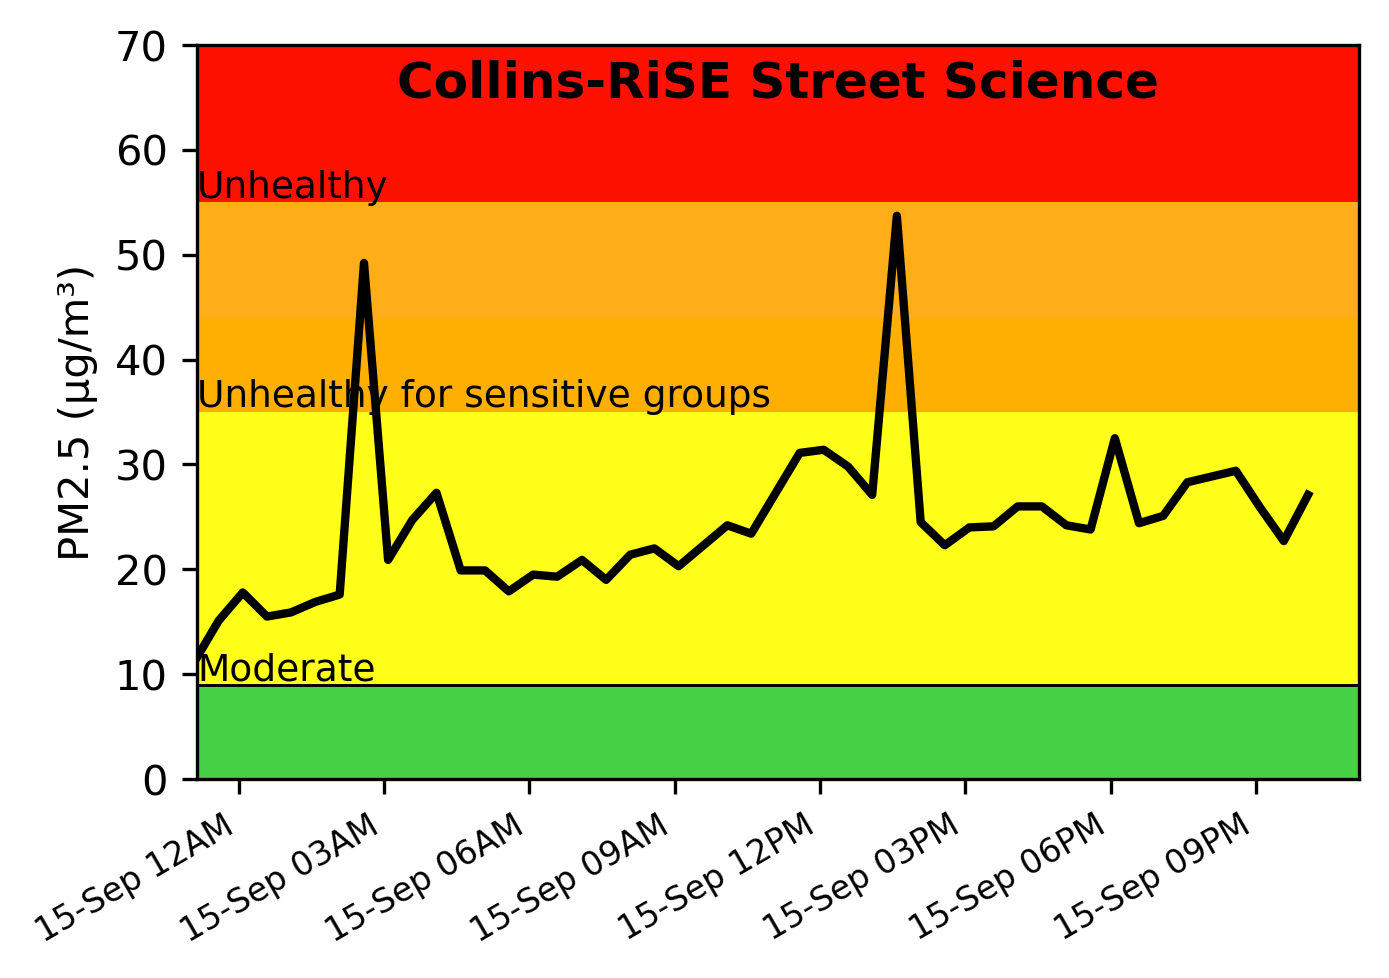 Collins-RiSE Street Science
70
60
Unhealthy
50
40
Unhealthy for sensitive groups
30
20
10
Moderate
0
PM2.5 (µg/m³)
15-Sep 12AM
15-Sep 03AM
15-Sep 06AM
15-Sep 09AM
15-Sep 12PM
15-Sep 03PM
15-Sep 06PM
15-Sep 09PM